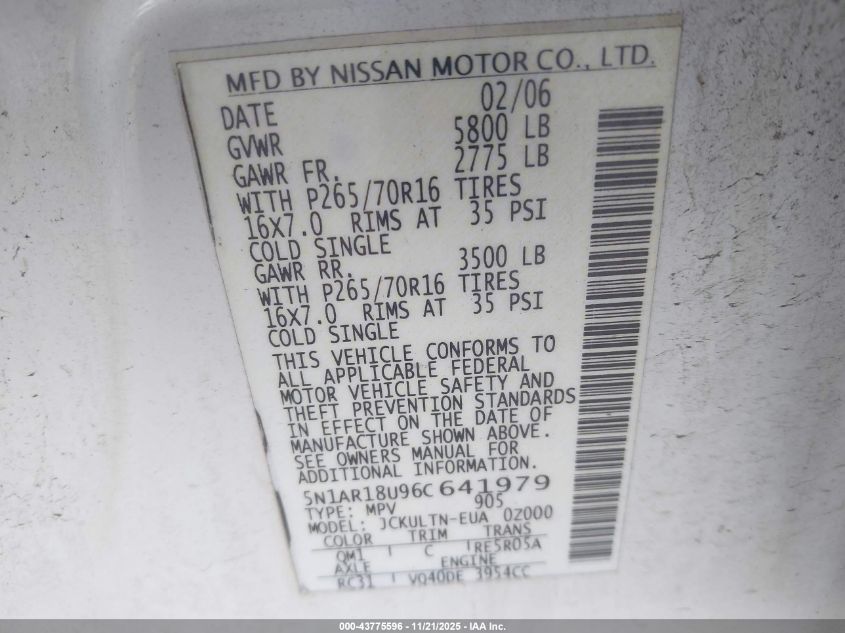 MFD BY NISSAN MOTOR CO., LTD.
DATE 02/06
GVWR 5800 LB
GAWR FR. 2775 LB
WITH P265/70R16 TIRES
16X7.0 RIMS AT 35 PSI
COLD SINGLE
GAWR RR. 3500 LB
WITH P265/70R16 TIRES
16X7.0 RIMS AT 35 PSI
COLD SINGLE
THIS VEHICLE CONFORMS TO
ALL APPLICABLE FEDERAL
MOTOR VEHICLE SAFETY AND
THEFT PREVENTION STANDARDS
IN EFFECT ON THE DATE OF
MANUFACTURE SHOWN ABOVE.
SEE OWNERS MANUAL FOR
ADDITIONAL INFORMATION.
5N1AR18U96C641979
TYPE: MPV 905
MODEL: JCKULTN-EUA 0Z000
COLOR TRIM TRANS
QM1 C RE5R05A
AXLE ENGINE
RC31 VQ40DE 3954CC
000-43775596 - 11/21/2025 - IAA Inc.